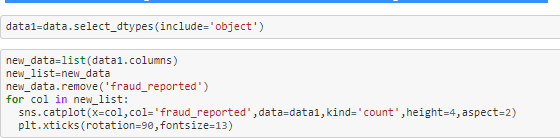 data1=data.select_dtypes(include='object')
new_data=list(data1.columns)
new_list=new_data
new_data.remove('fraud_reported')
for col in new_list:
  sns.catplot(x=col,col='fraud_reported',data=data1,kind='count',height=4,aspect=2)
  plt.xticks(rotation=90,fontsize=13)